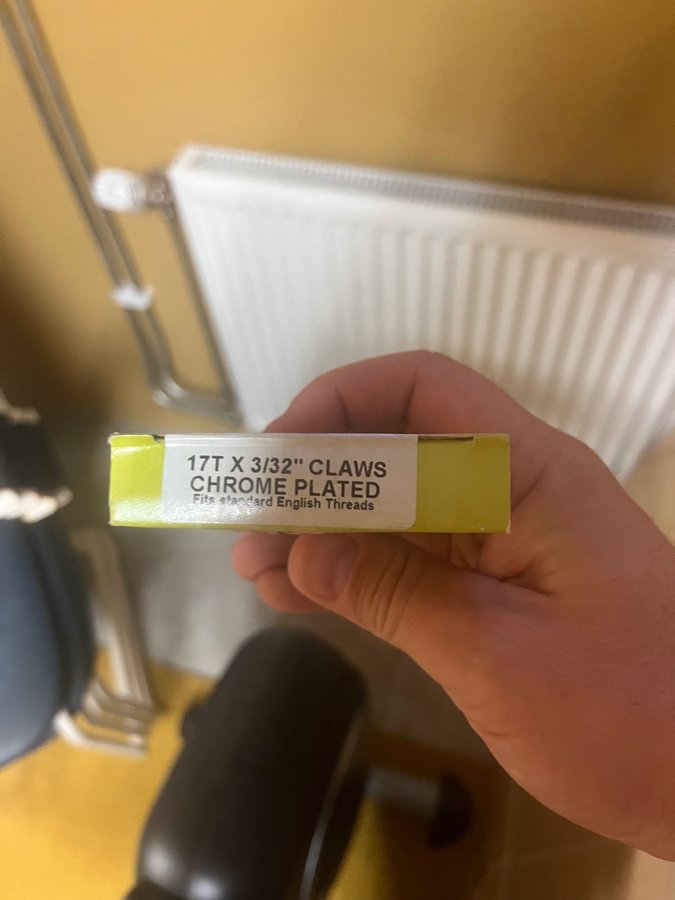 17T X 3/32" CLAWS
CHROME PLATED
Fits standard English Threads